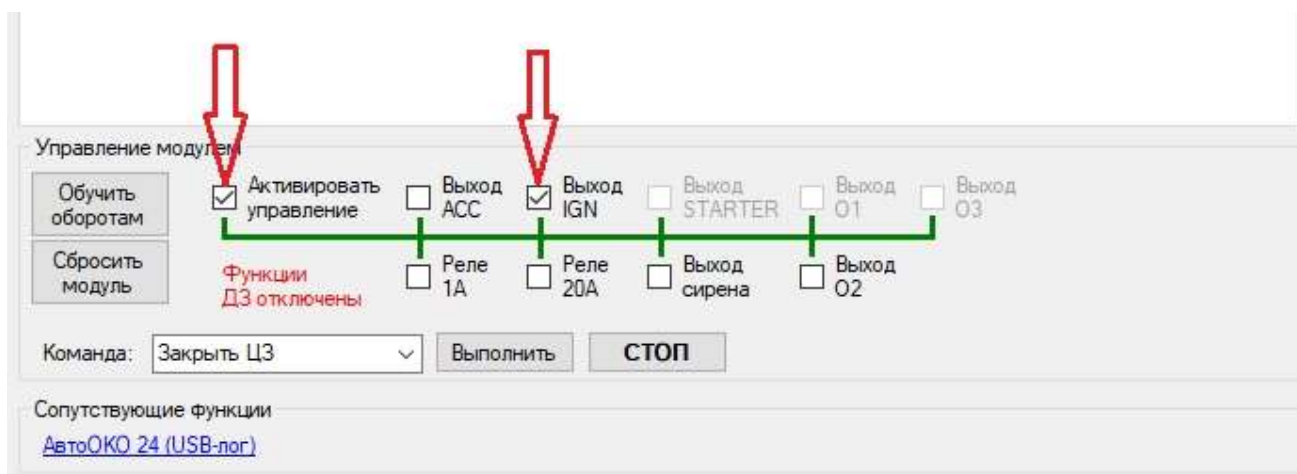 Управление модулем
Обучить
оборотам
Активировать
управление
Выход
ACC
Выход
IGN
Выход
STARTER
Выход
O1
Выход
O3
Сбросить
модуль
Функции
ДЗ отключены
Реле
1А
Реле
20А
Выход
сирена
Выход
O2
Команда: Закрыть ЦЗ Выполнить СТОП
Сопутствующие функции
АвтоОКО 24 (USB-лог)